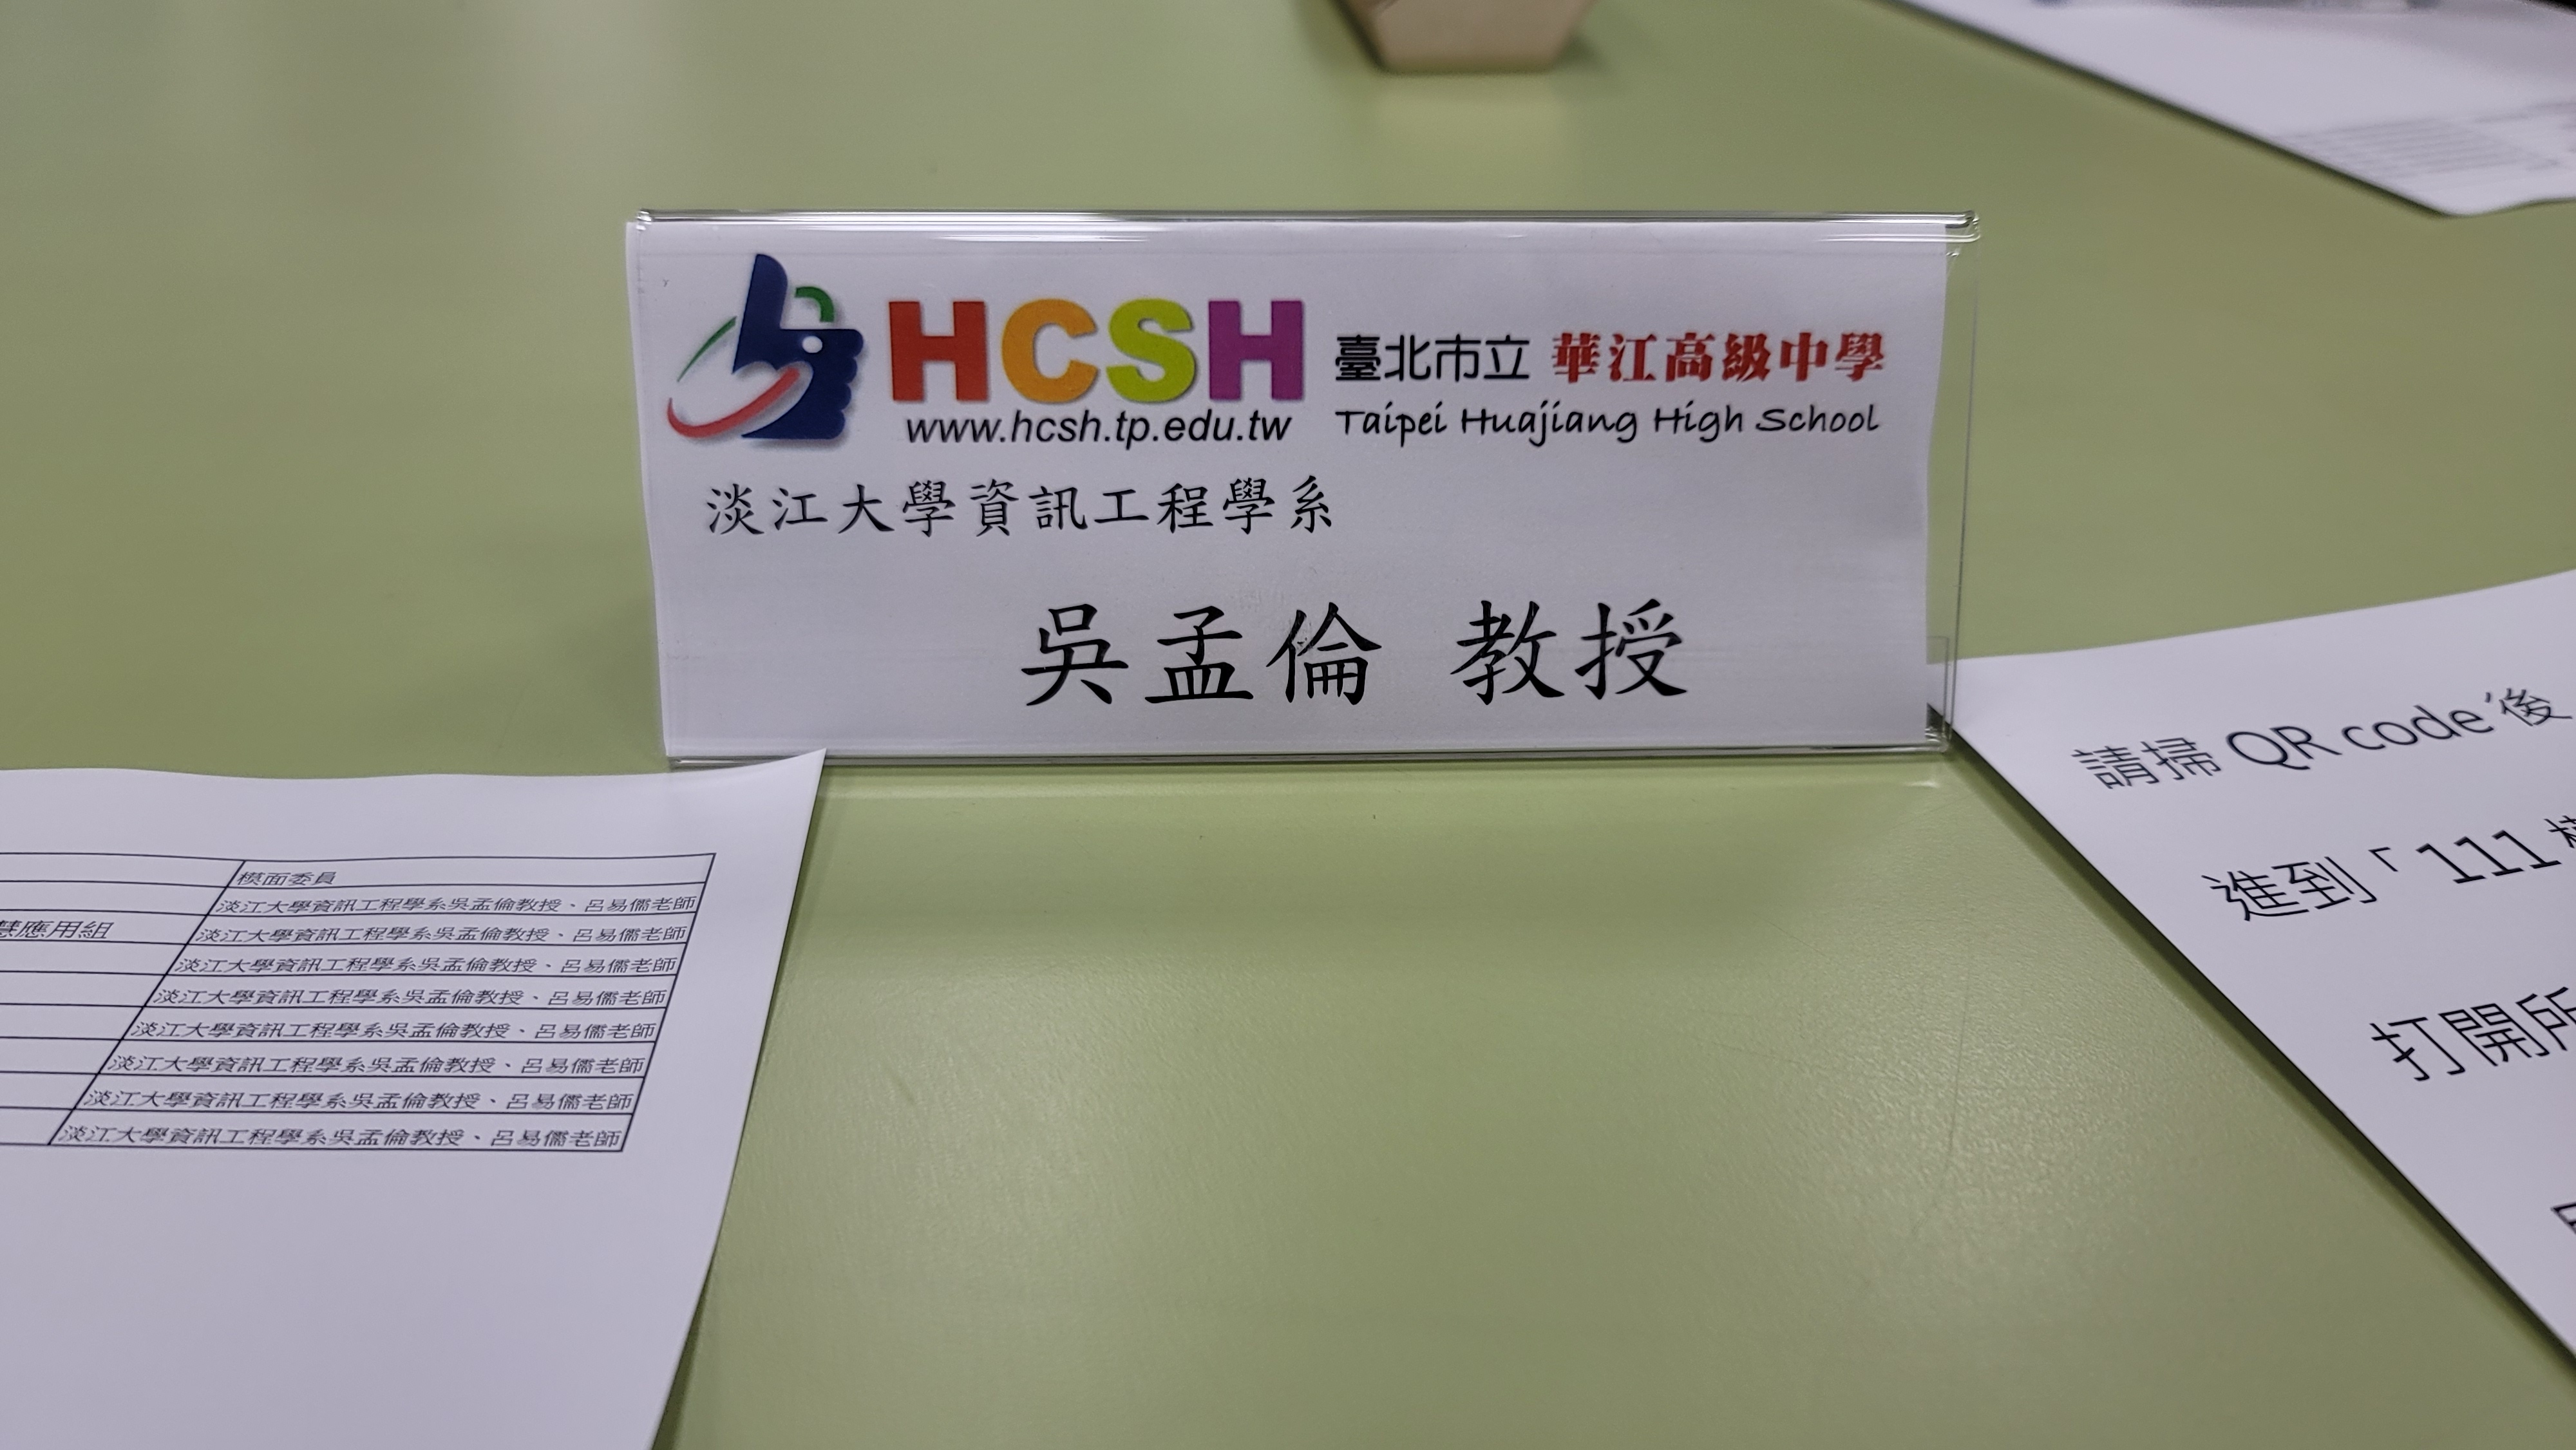 HCSH
www.hcsh.tp.edu.tw
臺北市立 華江高級中學
Taipei Huajiang High School
淡江大學資訊工程學系
吳孟倫 教授
模面委員
淡江大學資訊工程學系吳孟倫教授、呂易儒老師
慧應用組
淡江大學資訊工程學系吳孟倫教授、呂易儒老師
淡江大學資訊工程學系吳孟倫教授、呂易儒老師
淡江大學資訊工程學系吳孟倫教授、呂易儒老師
淡江大學資訊工程學系吳孟倫教授、呂易儒老師
淡江大學資訊工程學系吳孟倫教授、呂易儒老師
淡江大學資訊工程學系吳孟倫教授、呂易儒老師
淡江大學資訊工程學系吳孟倫教授、呂易儒老師
請掃 QR code 後
進到「111
打開所